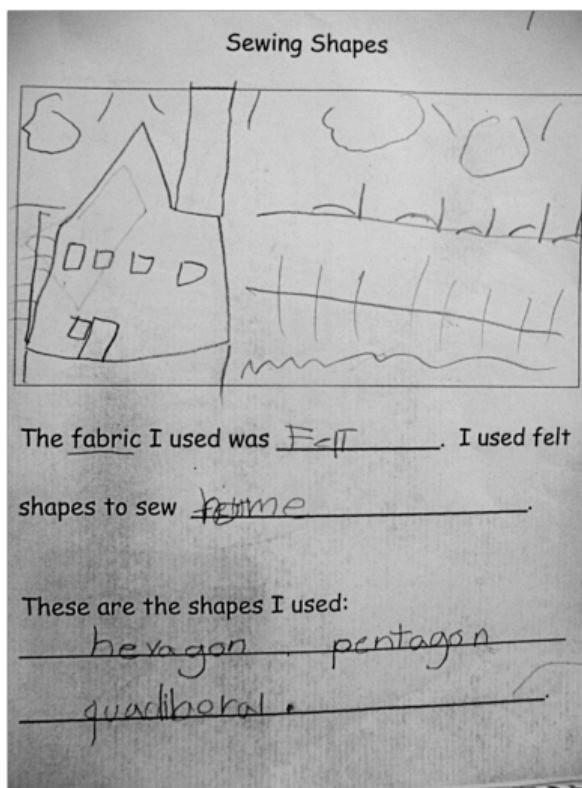 Sewing Shapes
The fabric I used was Felt. I used felt
shapes to sew home.
These are the shapes I used:
hexagon. pentagon
quadiloral.